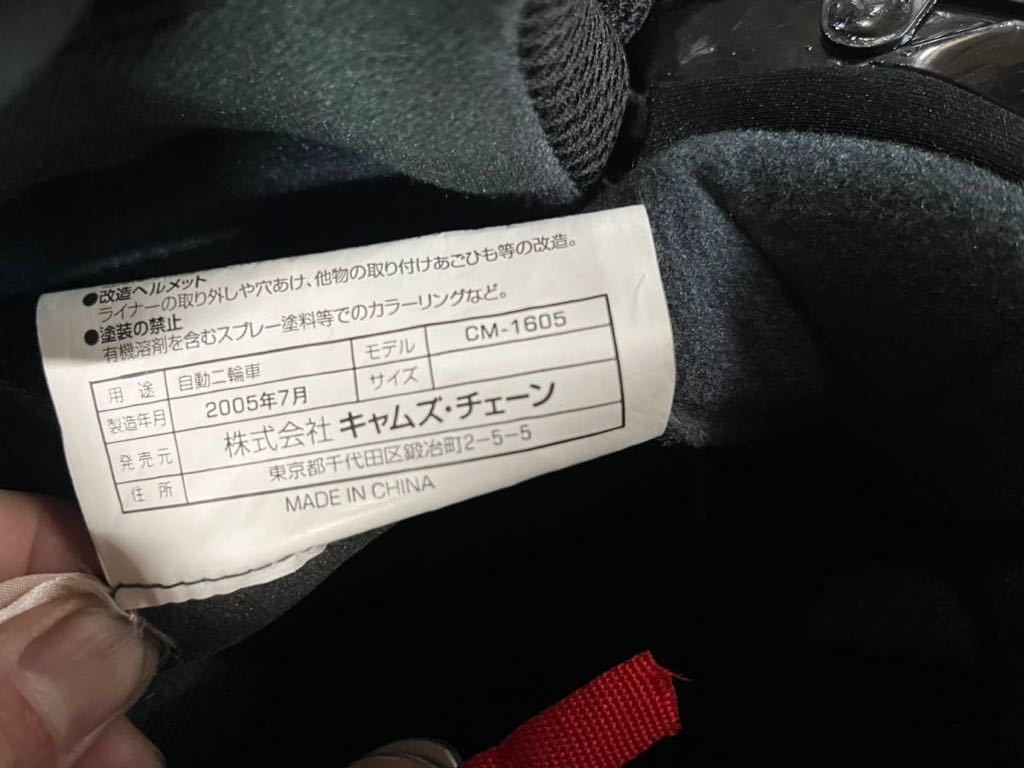 ●改造ヘルメット
ライナーの取り外しや穴あけ、他物の取り付けあごひも等の改造。
●塗装の禁止
有機溶剤を含むスプレー塗料等でのカラーリングなど。
用途 自動二輪車 モデル CM-1605
製造年月 2005年7月 サイズ
発売元 株式会社 キャムズ・チェーン
住所 東京都千代田区鍛冶町2-5-5
MADE IN CHINA